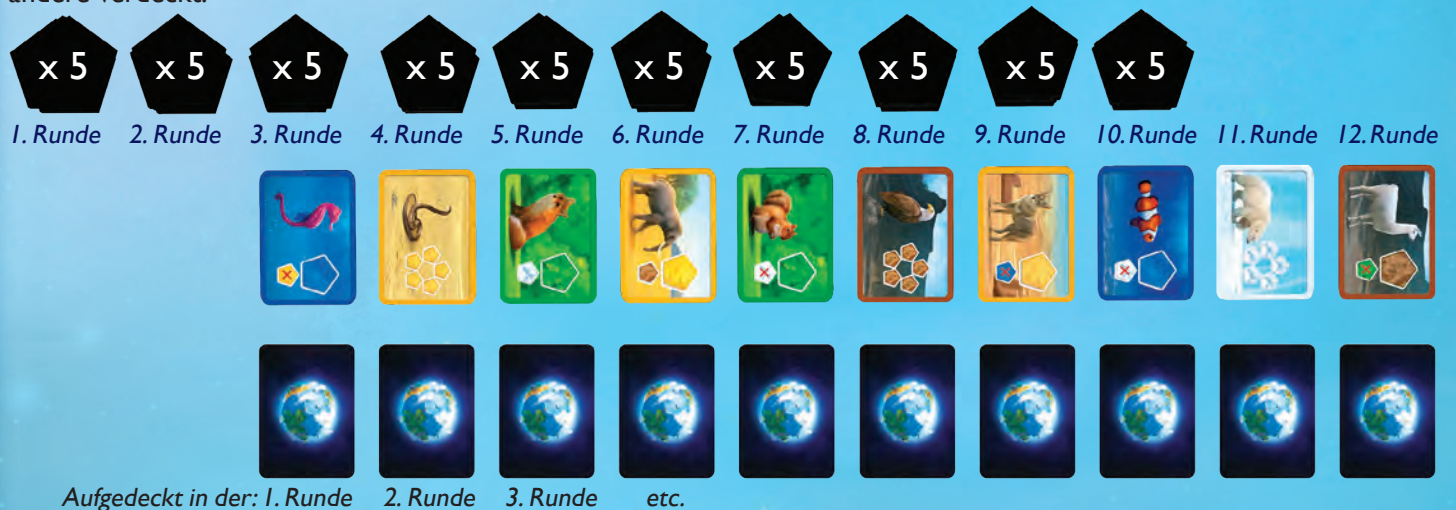 andere verdeckt.
x 5 x 5 x 5 x 5 x 5 x 5 x 5 x 5 x 5 x 5
1. Runde 2. Runde 3. Runde 4. Runde 5. Runde 6. Runde 7. Runde 8. Runde 9. Runde 10. Runde 11. Runde 12. Runde
Aufgedeckt in der: 1. Runde 2. Runde 3. Runde etc.